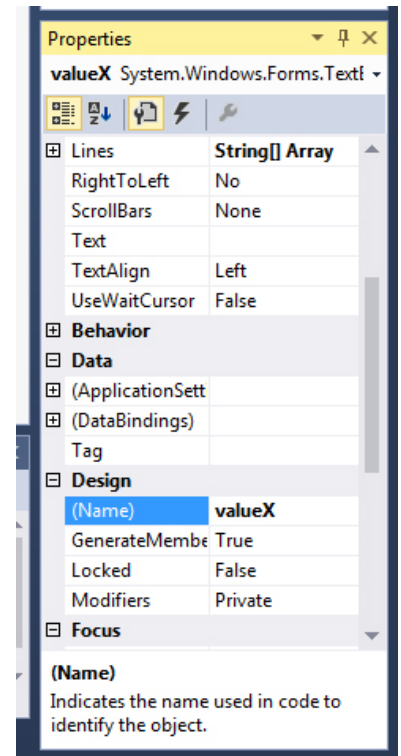 Properties
valueX System.Windows.Forms.Text
Lines String[] Array
RightToLeft No
ScrollBars None
Text
TextAlign Left
UseWaitCursor False
Behavior
Data
(ApplicationSett
(DataBindings)
Tag
Design
(Name) valueX
GenerateMembe True
Locked False
Modifiers Private
Focus
(Name)
Indicates the name used in code to
identify the object.